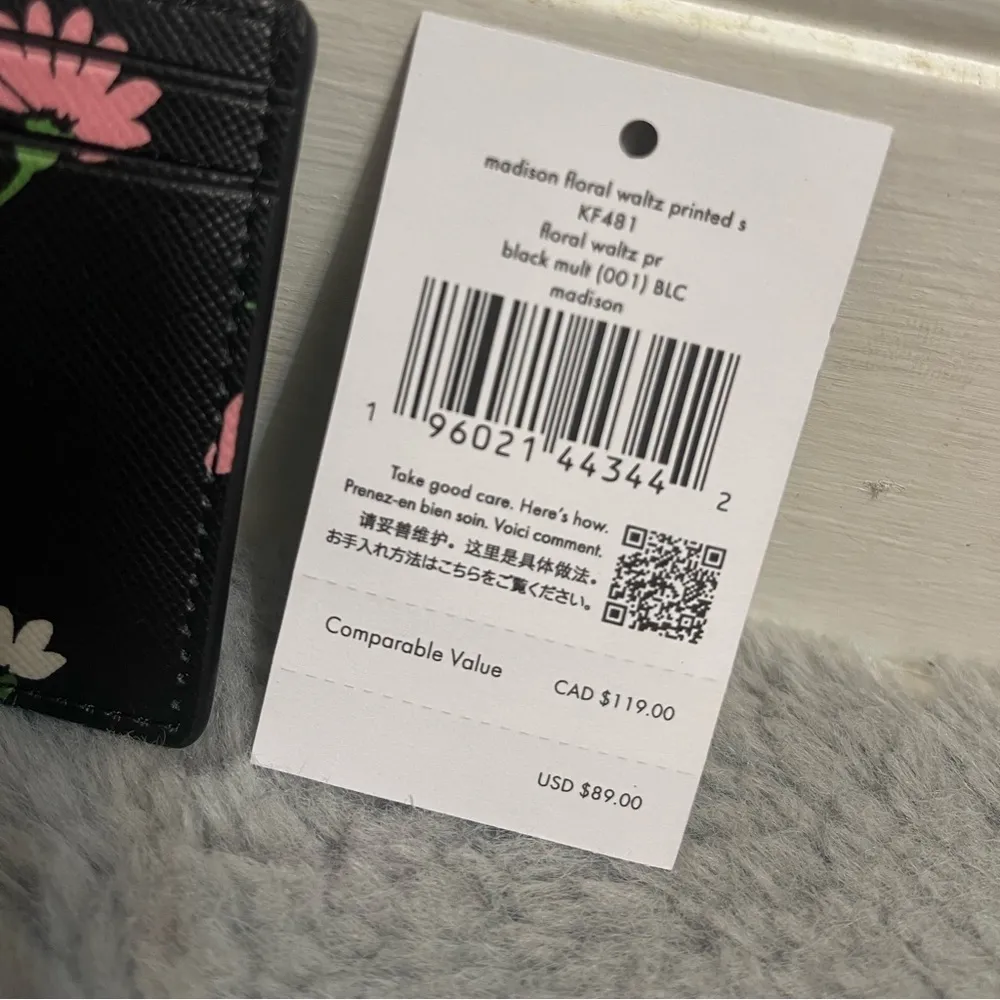 madison floral waltz printed s
KF481
floral waltz pr
black mult (001) BLC
madison
1 96021 44344 2
Take good care. Here's how.
Prenez-en bien soin. Voici comment.
请妥善维护。这里是具体做法。
お手入れ方法はこちらをご覧ください。
Comparable Value
CAD $119.00
USD $89.00